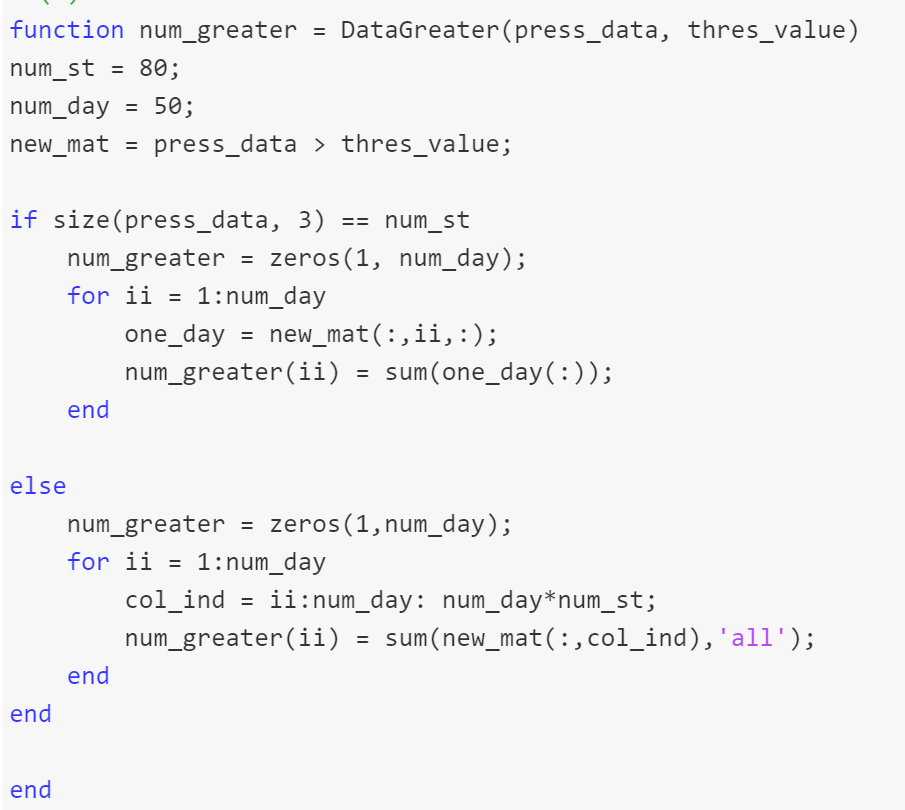 function num_greater = DataGreater(press_data, thres_value)
num_st = 80;
num_day = 50;
new_mat = press_data > thres_value;
if size(press_data, 3) == num_st
    num_greater = zeros(1, num_day);
    for ii = 1:num_day
        one_day = new_mat(:,ii,:);
        num_greater(ii) = sum(one_day(:));
    end
else
    num_greater = zeros(1,num_day);
    for ii = 1:num_day
        col_ind = ii:num_day: num_day*num_st;
        num_greater(ii) = sum(new_mat(:,col_ind),'all');
    end
end
end